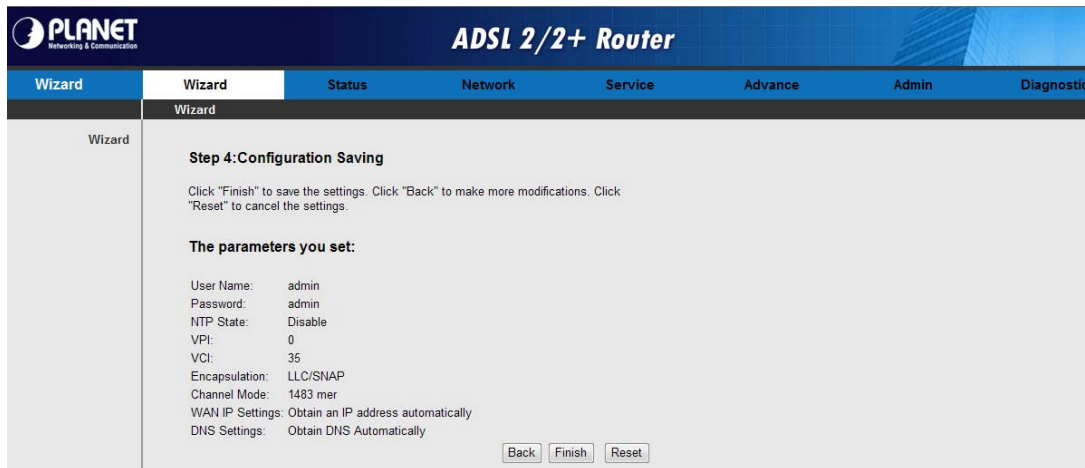 PLANET
Networking & Communication
ADSL 2/2+ Router
Wizard Wizard Status Network Service Advance Admin Diagnostic
Wizard
Wizard
Step 4:Configuration Saving
Click "Finish" to save the settings. Click "Back" to make more modifications. Click
"Reset" to cancel the settings.
The parameters you set:
User Name: admin
Password: admin
NTP State: Disable
VPI: 0
VCI: 35
Encapsulation: LLC/SNAP
Channel Mode: 1483 mer
WAN IP Settings: Obtain an IP address automatically
DNS Settings: Obtain DNS Automatically
Back Finish Reset